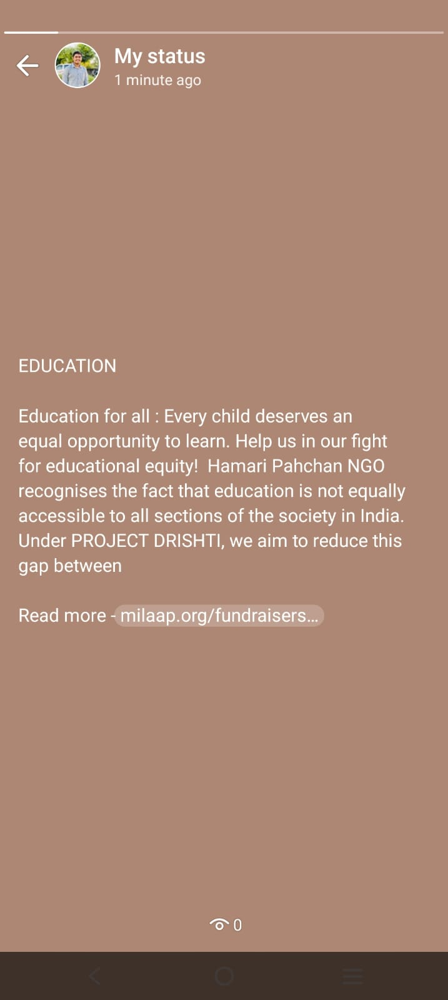 My status
1 minute ago
EDUCATION
Education for all : Every child deserves an
equal opportunity to learn. Help us in our fight
for educational equity!  Hamari Pahchan NGO
recognises the fact that education is not equally
accessible to all sections of the society in India.
Under PROJECT DRISHTI, we aim to reduce this
gap between
Read more - milaap.org/fundraisers...
0